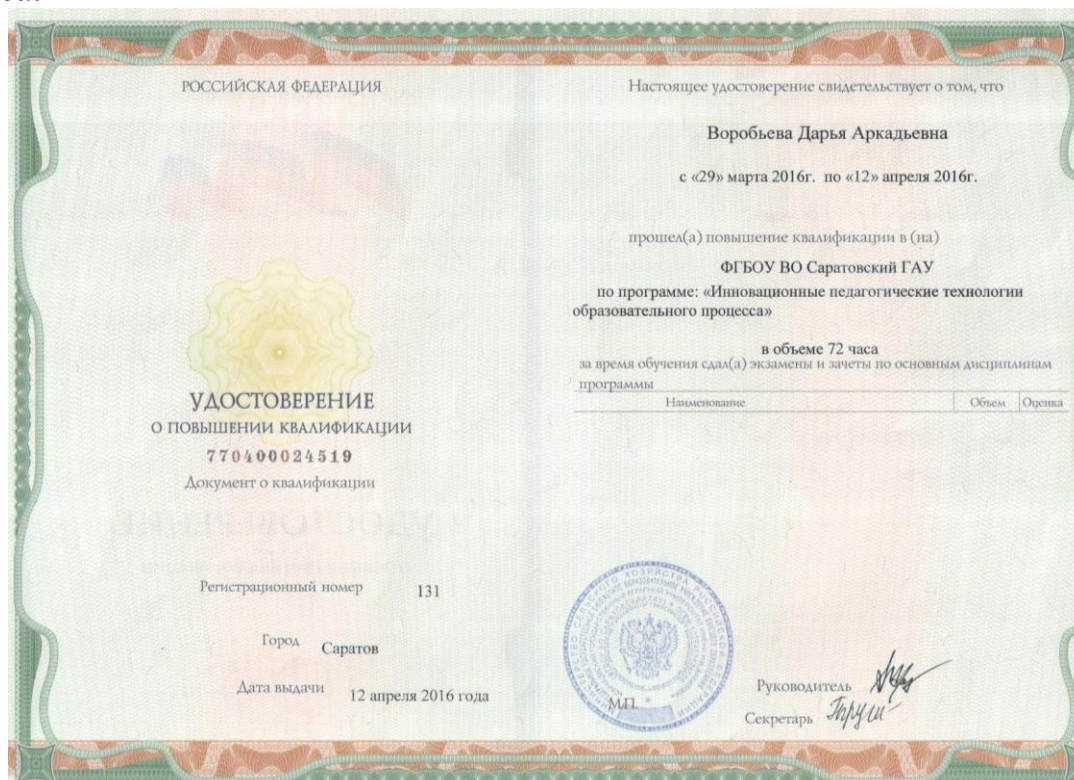 РОССИЙСКАЯ ФЕДЕРАЦИЯ
УДОСТОВЕРЕНИЕ
О ПОВЫШЕНИИ КВАЛИФИКАЦИИ
770400024519
Документ о квалификации
Регистрационный номер 131
Город Саратов
Дата выдачи 12 апреля 2016 года
Настоящее удостоверение свидетельствует о том, что
Воробьева Дарья Аркадьевна
с «29» марта 2016г. по «12» апреля 2016г.
прошел(а) повышение квалификации в (на)
ФГБОУ ВО Саратовский ГАУ
по программе: «Инновационные педагогические технологии
образовательного процесса»
в объеме 72 часа
за время обучения сдал(а) экзамены и зачеты по основным дисциплинам
программы
Наименование Объем Оценка
М.П.
Руководитель
Секретарь